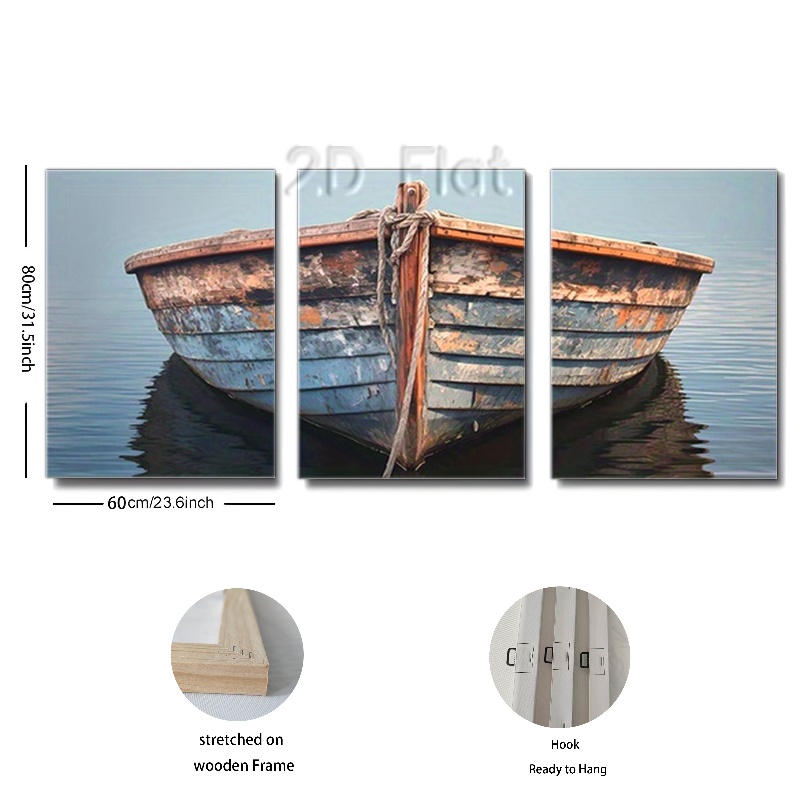 2D Flat
80cm/31.5inch
60cm/23.6inch
stretched on
wooden Frame
Hook
Ready to Hang